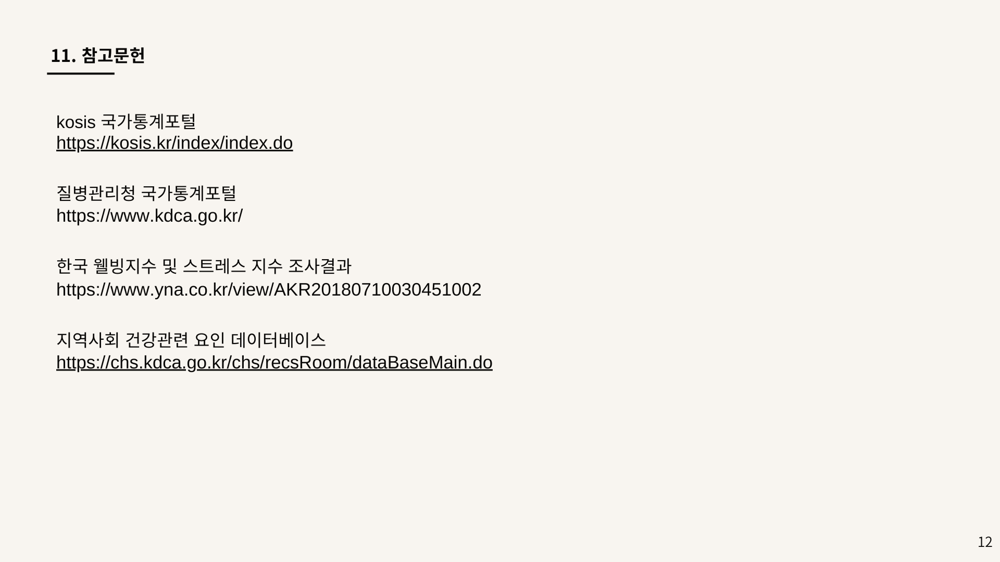 11. 참고문헌
kosis 국가통계포털
https://kosis.kr/index/index.do
질병관리청 국가통계포털
https://www.kdca.go.kr/
한국 웰빙지수 및 스트레스 지수 조사결과
https://www.yna.co.kr/view/AKR20180710030451002
지역사회 건강관련 요인 데이터베이스
https://chs.kdca.go.kr/chs/recsRoom/dataBaseMain.do
12